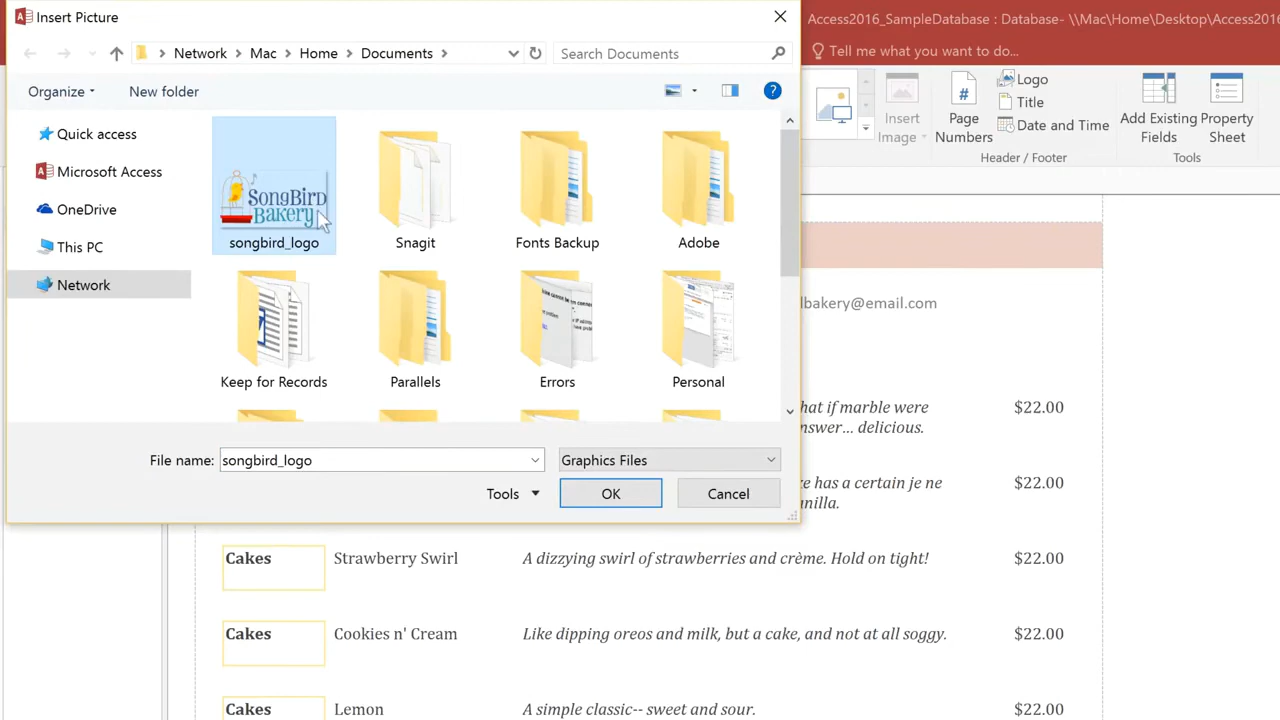 Insert Picture
Access2016_SampleDatabase : Database- \\Mac\Home\Desktop\Access2016
Tell me what you want to do...
Network
Mac
Home
Documents
Search Documents
Organize
New folder
Logo
Title
Date and Time
Insert
Image
Page
Numbers
Add Existing
Fields
Property
Sheet
Header / Footer
Tools
Quick access
Microsoft Access
OneDrive
This PC
Network
SongBird
Bakery
songbird_logo
Snagit
Fonts Backup
Adobe
Keep for Records
Parallels
Errors
Personal
File name:
songbird_logo
Graphics Files
Tools
OK
Cancel
lbakery@email.com
hat if marble were
nswer... delicious.
$22.00
ke has a certain je ne
nilla.
$22.00
Cakes
Strawberry Swirl
A dizzying swirl of strawberries and crème. Hold on tight!
$22.00
Cakes
Cookies n' Cream
Like dipping oreos and milk, but a cake, and not at all soggy.
$22.00
Cakes
Lemon
A simple classic-- sweet and sour.
$22.00